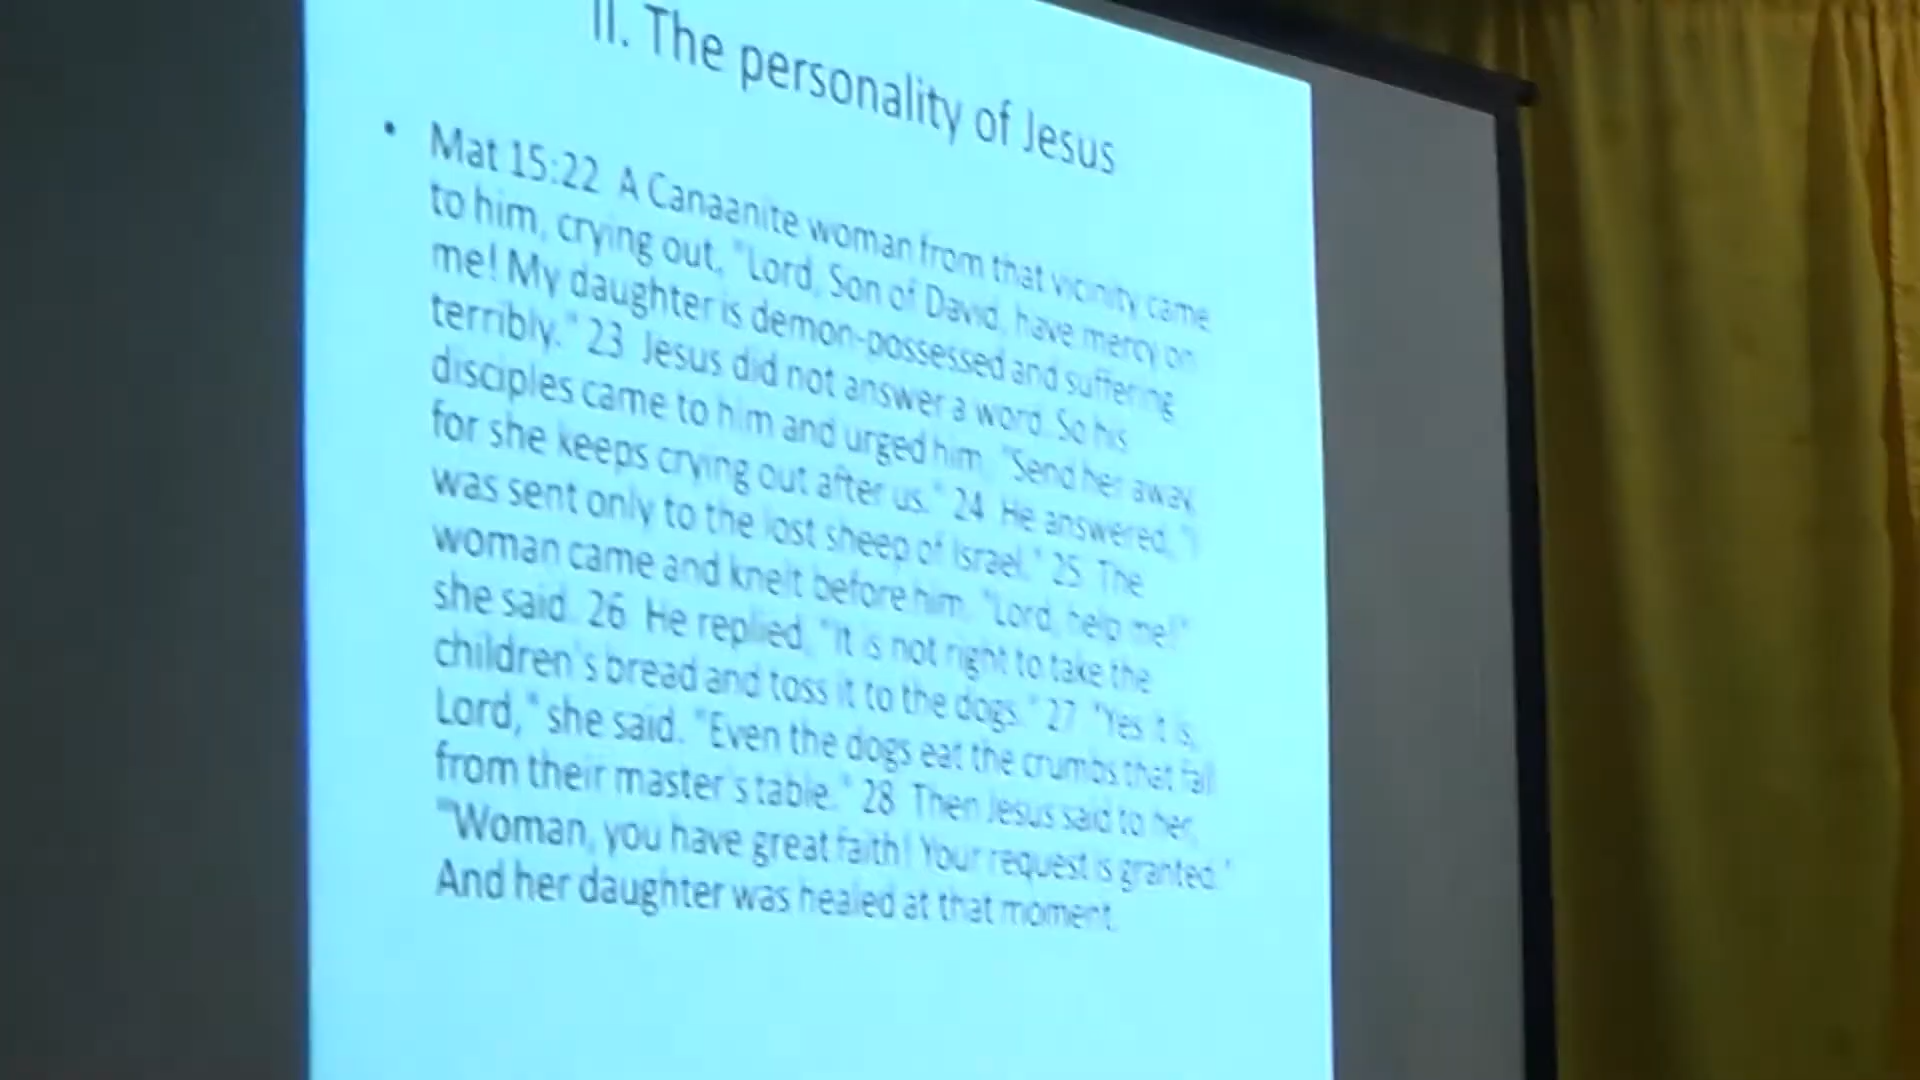 II. The personality of Jesus
• Mat 15:22 A Canaanite woman from that vicinity came
to him, crying out, "Lord, Son of David, have mercy on
me! My daughter is demon-possessed and suffering
terribly." 23 Jesus did not answer a word. So his
disciples came to him and urged him, "Send her away,
for she keeps crying out after us." 24 He answered, "I
was sent only to the lost sheep of Israel." 25 The
woman came and knelt before him. "Lord, help me!"
she said. 26 He replied, "It is not right to take the
children's bread and toss it to the dogs." 27 "Yes it is,
Lord," she said. "Even the dogs eat the crumbs that fall
from their master's table." 28 Then Jesus said to her,
"Woman, you have great faith! Your request is granted."
And her daughter was healed at that moment.